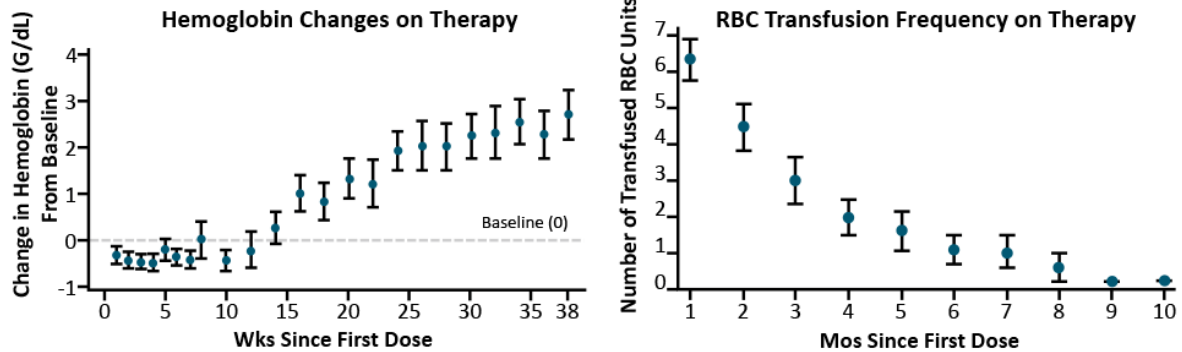 Hemoglobin Changes on Therapy
Change in Hemoglobin (G/dL)
From Baseline
4
3
2
1
0
-1
Baseline (0)
0 5 10 15 20 25 30 35 38
Wks Since First Dose
RBC Transfusion Frequency on Therapy
Number of Transfused RBC Units
7
6
5
4
3
2
1
0
1 2 3 4 5 6 7 8 9 10
Mos Since First Dose